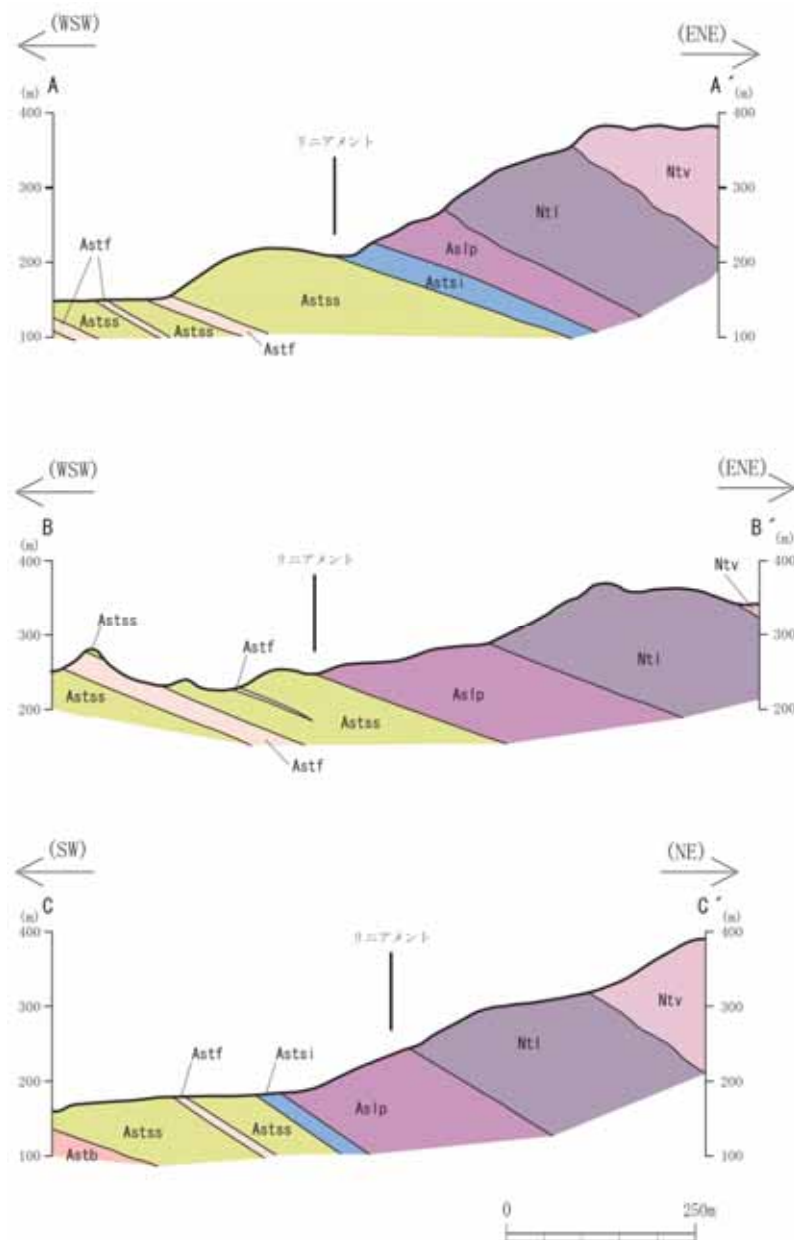 (WSW)
(ENE)
A
A´
(m)
(m)
400
400
リニアメント
300
300
Ntv
Ntl
Astf
Aslp
200
200
Astsi
Astss
Astss
Astss
100
100
Astf
(WSW)
(ENE)
B
B´
(m)
(m)
リニアメント
400
400
Ntv
Astss
300
300
Astf
Ntl
Astss
Aslp
200
200
Astss
Astf
(SW)
(NE)
C
C´
(m)
(m)
400
400
リニアメント
300
300
Ntv
Ntl
Astf
Astsi
200
200
Aslp
Astss
Astss
Astb
100
100
0
250m